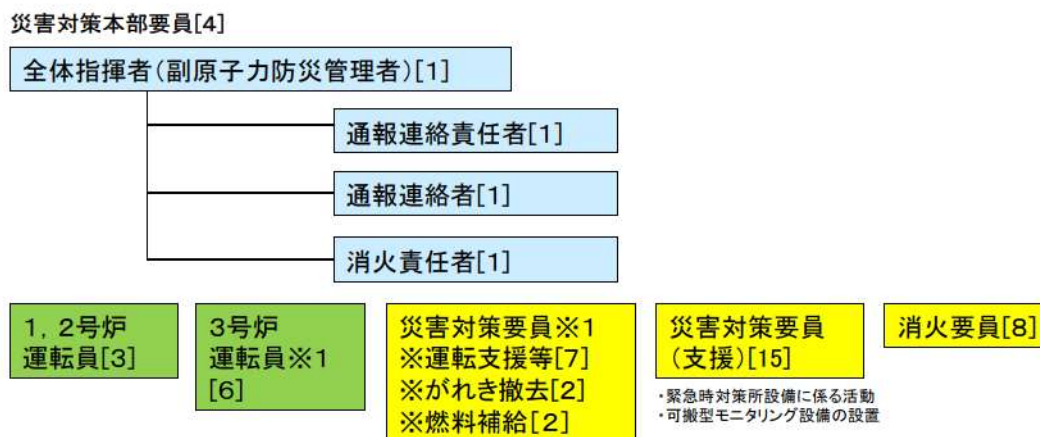 災害対策本部要員[4]
全体指揮者(副原子力防災管理者)[1]
通報連絡責任者[1]
通報連絡者[1]
消火責任者[1]
1,2号炉
運転員[3]
3号炉
運転員※1
[6]
災害対策要員※1
※運転支援等[7]
※がれき撤去[2]
※燃料補給[2]
災害対策要員
(支援)[15]
・緊急時対策所設備に係る活動
・可搬型モニタリング設備の設置
消火要員[8]